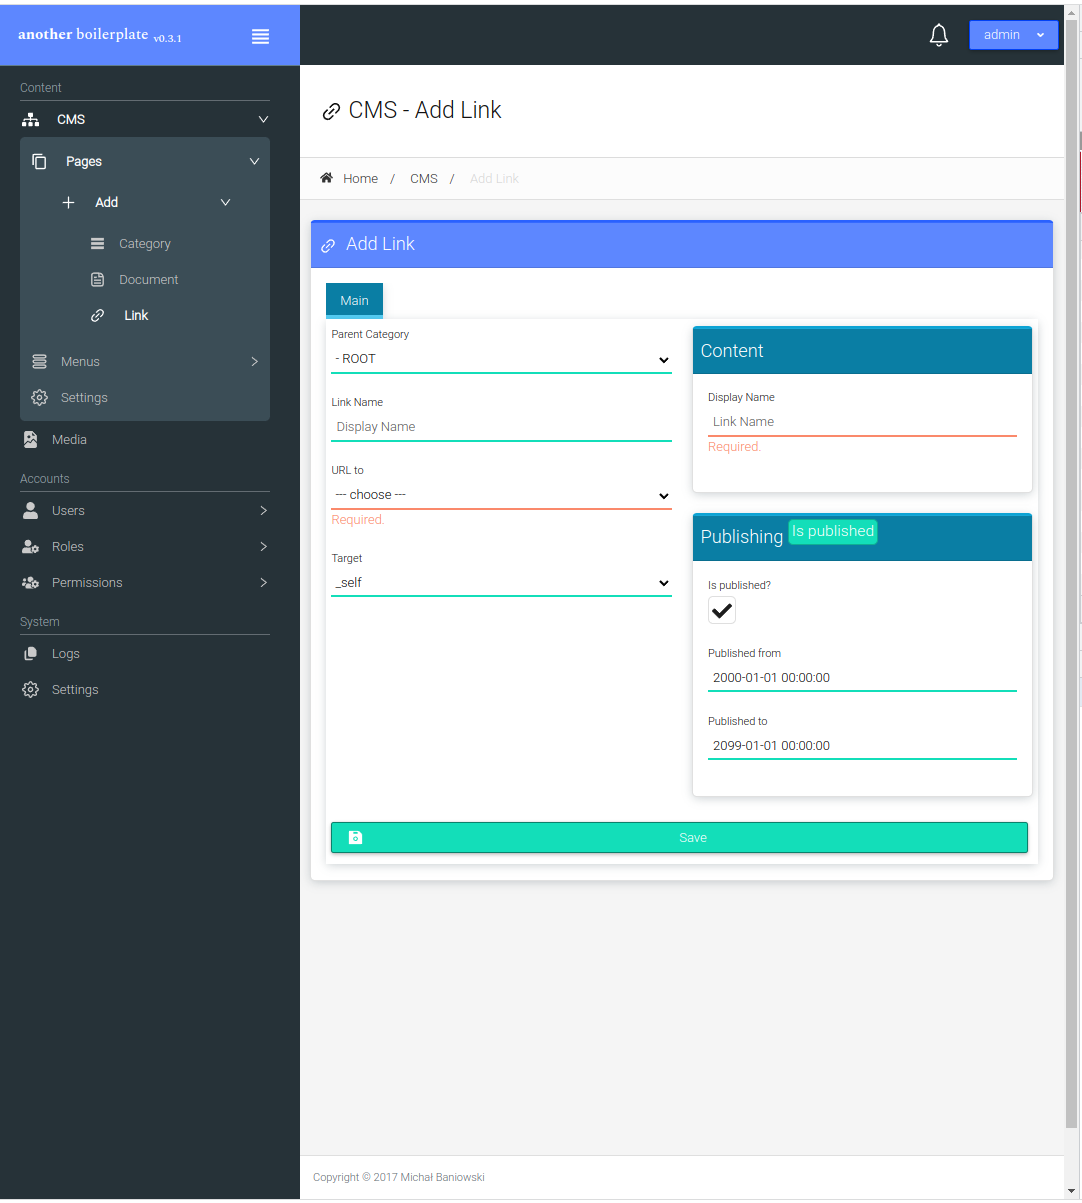 another boilerplate v0.3.1
admin
Content
CMS
Pages
Add
Category
Document
Link
Menus
Settings
Media
Accounts
Users
Roles
Permissions
System
Logs
Settings
CMS - Add Link
Home / CMS / Add Link
Add Link
Main
Parent Category
- ROOT
Link Name
Display Name
URL to
--- choose ---
Required.
Target
_self
Content
Display Name
Link Name
Required.
Publishing Is published
Is published?
Published from
2000-01-01 00:00:00
Published to
2099-01-01 00:00:00
Save
Copyright © 2017 Michał Baniowski